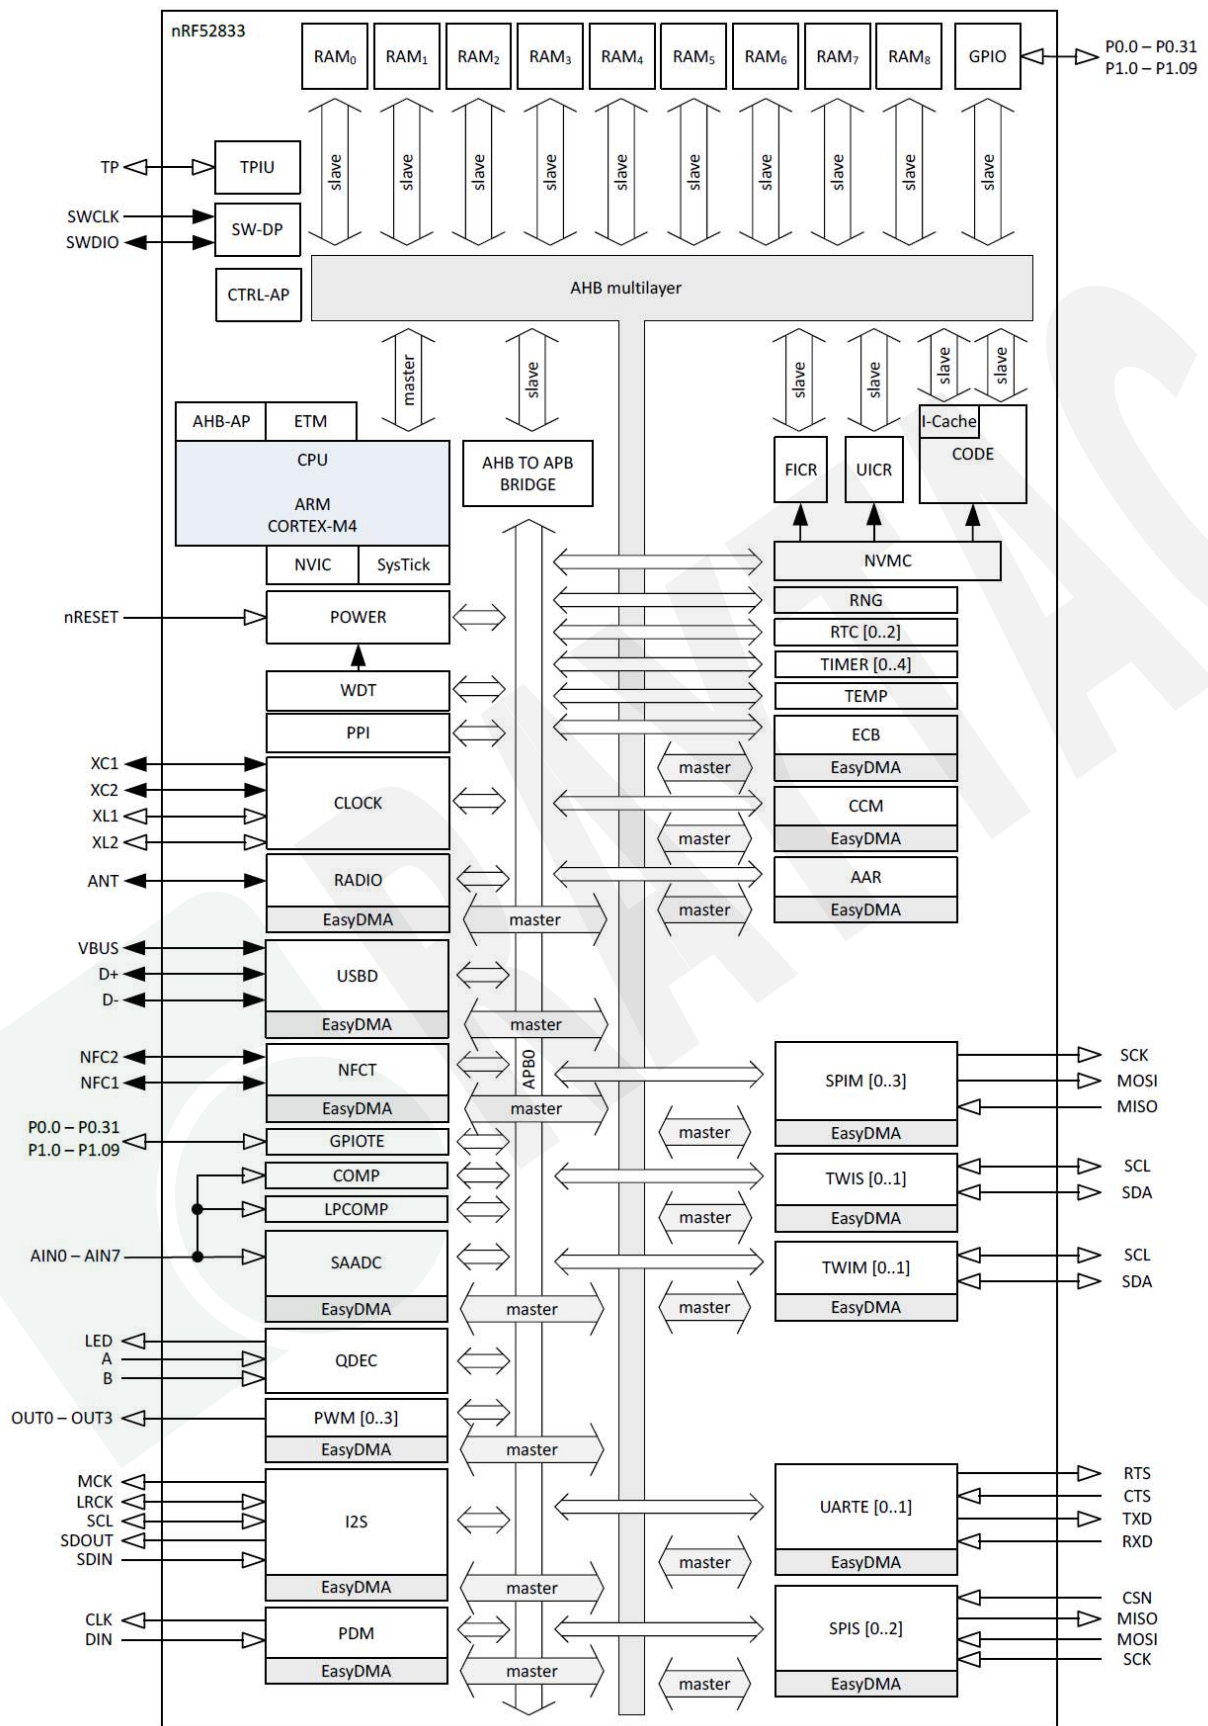 nRF52833
RAM0
RAM1
RAM2
RAM3
RAM4
RAM5
RAM6
RAM7
RAM8
GPIO
P0.0 – P0.31
P1.0 – P1.09
slave
slave
slave
slave
slave
slave
slave
slave
slave
slave
TP
TPIU
SWCLK
SWDIO
SW-DP
CTRL-AP
AHB multilayer
master
slave
slave
slave
slave
slave
AHB-AP
ETM
CPU
ARM
CORTEX-M4
NVIC
SysTick
AHB TO APB
BRIDGE
FICR
UICR
I-Cache
CODE
NVMC
nRESET
POWER
RNG
RTC [0..2]
TIMER [0..4]
WDT
TEMP
PPI
ECB
master
EasyDMA
XC1
XC2
XL1
XL2
CLOCK
CCM
master
EasyDMA
ANT
RADIO
EasyDMA
master
AAR
master
EasyDMA
VBUS
D+
D-
USBD
EasyDMA
master
NFC2
NFC1
NFCT
EasyDMA
master
APB0
SPIM [0..3]
master
EasyDMA
SCK
MOSI
MISO
P0.0 – P0.31
P1.0 – P1.09
GPIOTE
COMP
LPCOMP
TWIS [0..1]
master
EasyDMA
SCL
SDA
AIN0 – AIN7
SAADC
EasyDMA
master
TWIM [0..1]
master
EasyDMA
SCL
SDA
LED
A
B
QDEC
OUT0 – OUT3
PWM [0..3]
EasyDMA
master
MCK
LRCK
SCL
SDOUT
SDIN
I2S
EasyDMA
master
UARTE [0..1]
master
EasyDMA
RTS
CTS
TXD
RXD
CLK
DIN
PDM
EasyDMA
master
SPIS [0..2]
master
EasyDMA
CSN
MISO
MOSI
SCK
RAYTAC